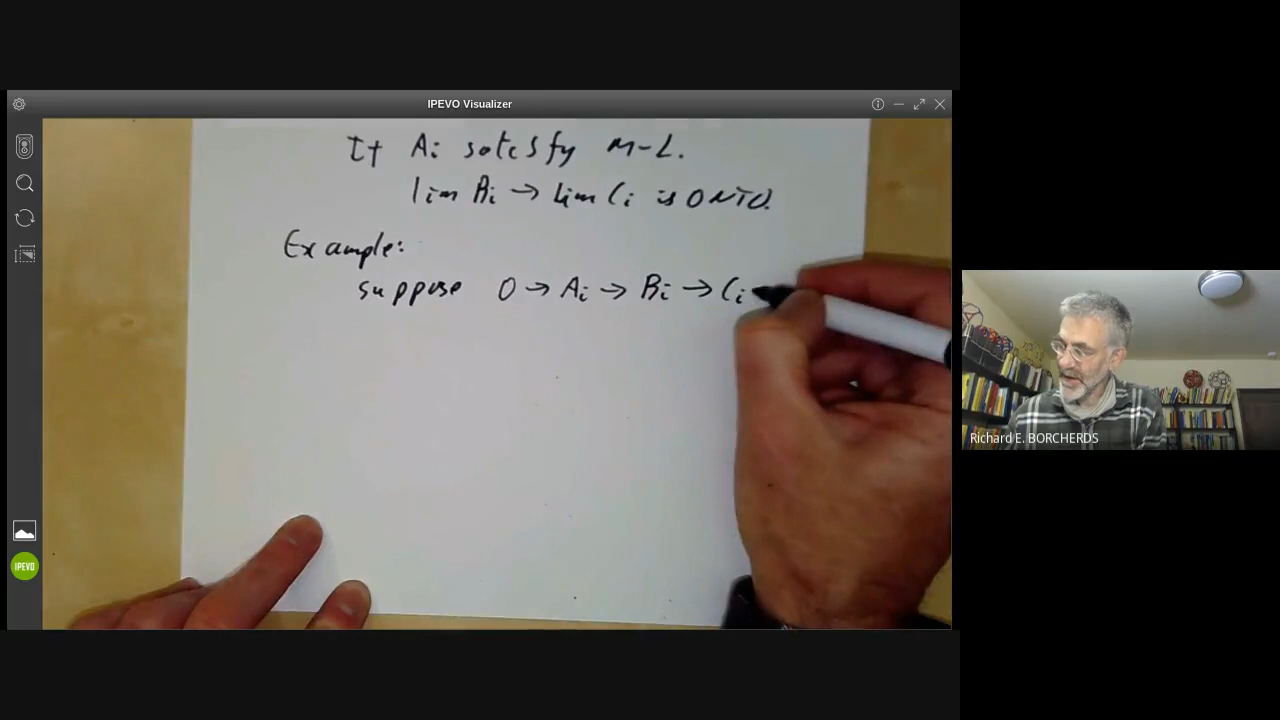 IPEVO Visualizer
If Ai satisfy M-L.
lim Bi → lim Ci is ONTO.
Example:
suppose 0 → Ai → Bi → Ci
IPEVO
Richard E. BORCHERDS